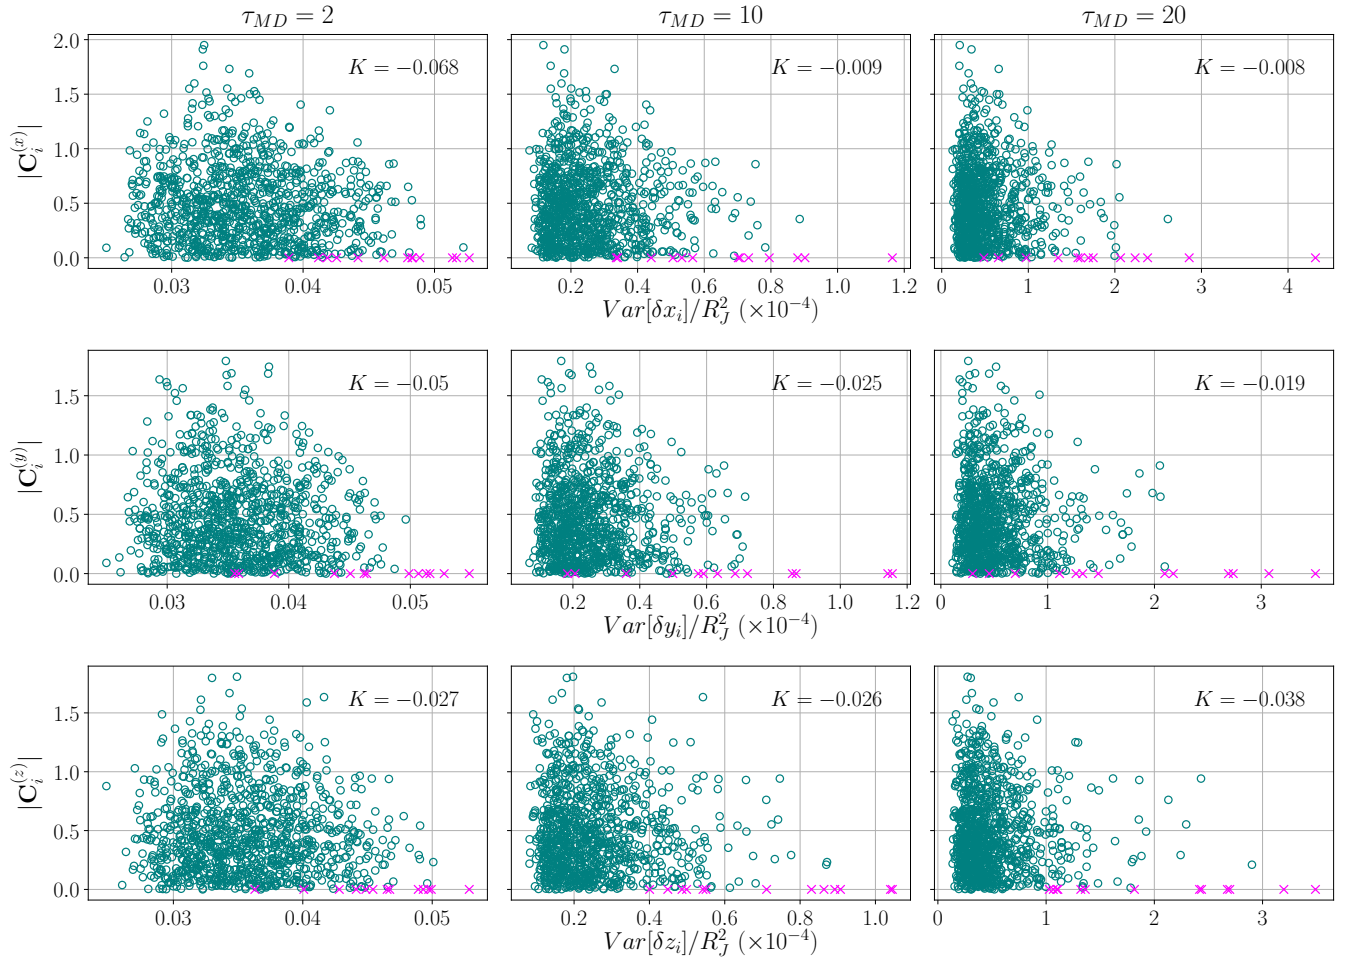 τ_MD = 2 τ_MD = 10 τ_MD = 20
2.0
1.5
1.0
0.5
0.0
|C_i^(x)|
K = −0.068 K = −0.009 K = −0.008
0.03 0.04 0.05 0.2 0.4 0.6 0.8 1.0 1.2 0 1 2 3 4
Var[δx_i]/R_J^2 (×10^−4)
1.5
1.0
0.5
0.0
|C_i^(y)|
K = −0.05 K = −0.025 K = −0.019
0.03 0.04 0.05 0.2 0.4 0.6 0.8 1.0 1.2 0 1 2 3
Var[δy_i]/R_J^2 (×10^−4)
1.5
1.0
0.5
0.0
|C_i^(z)|
K = −0.027 K = −0.026 K = −0.038
0.03 0.04 0.05 0.2 0.4 0.6 0.8 1.0 0 1 2 3
Var[δz_i]/R_J^2 (×10^−4)